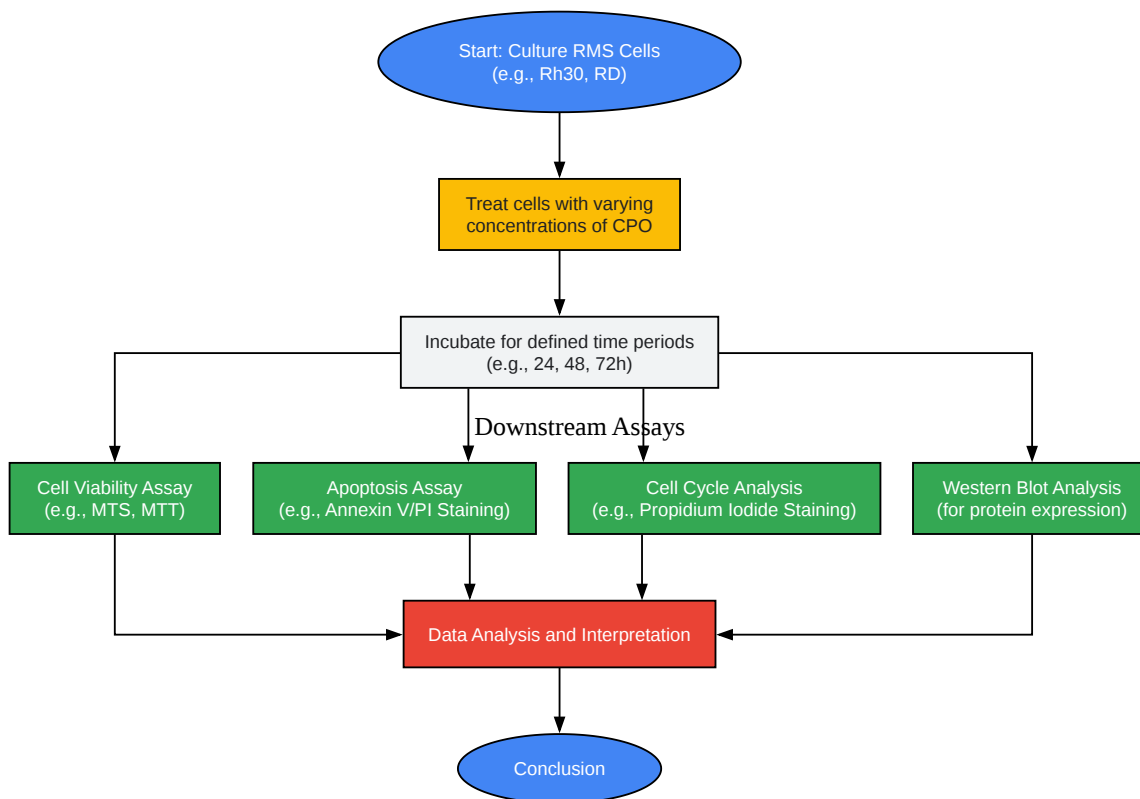 Start: Culture RMS Cells
(e.g., Rh30, RD)
Treat cells with varying
concentrations of CPO
Incubate for defined time periods
(e.g., 24, 48, 72h)
Downstream Assays
Cell Viability Assay
(e.g., MTS, MTT)
Apoptosis Assay
(e.g., Annexin V/PI Staining)
Cell Cycle Analysis
(e.g., Propidium Iodide Staining)
Western Blot Analysis
(for protein expression)
Data Analysis and Interpretation
Conclusion